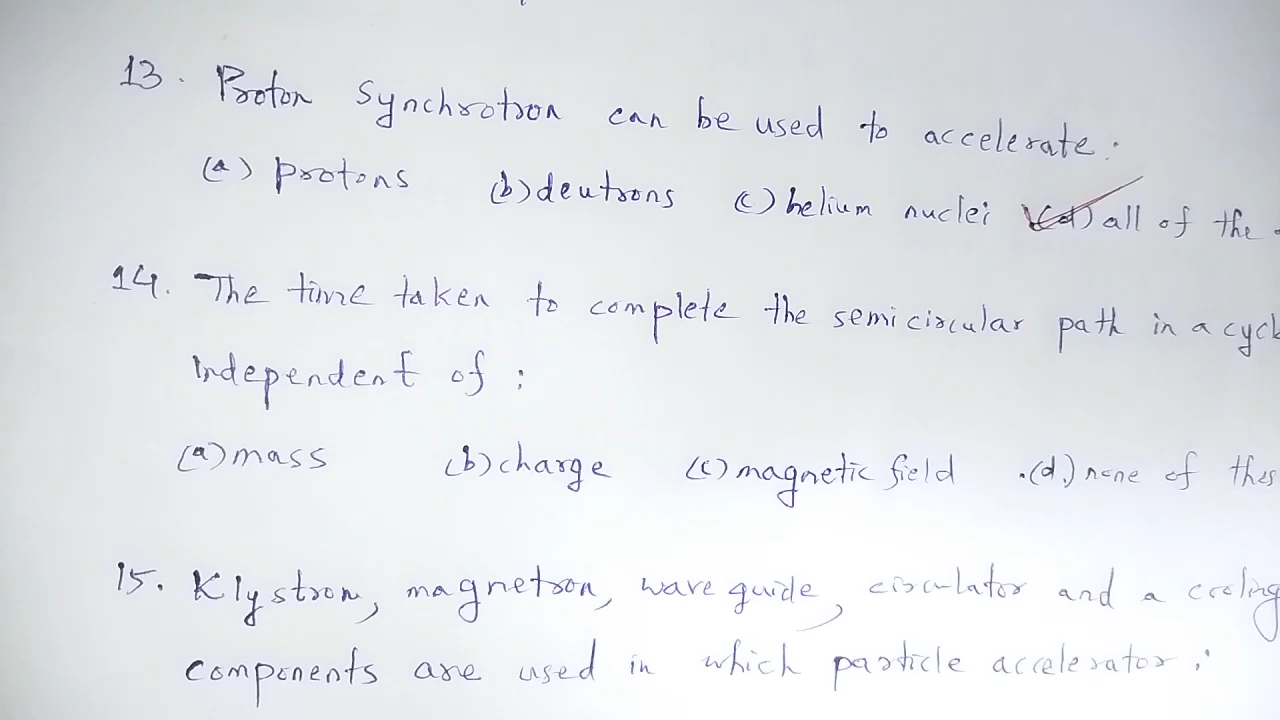 13. Proton Synchrotron can be used to accelerate:
(a) protons (b) deutrons (c) helium nuclei (d) all of the
14. The time taken to complete the semicircular path in a cycl
independent of :
(a) mass (b) charge (c) magnetic field (d.) none of thes
15. Klystron, magnetron, wave guide, circulator and a cooling
components are used in which particle accelerator :